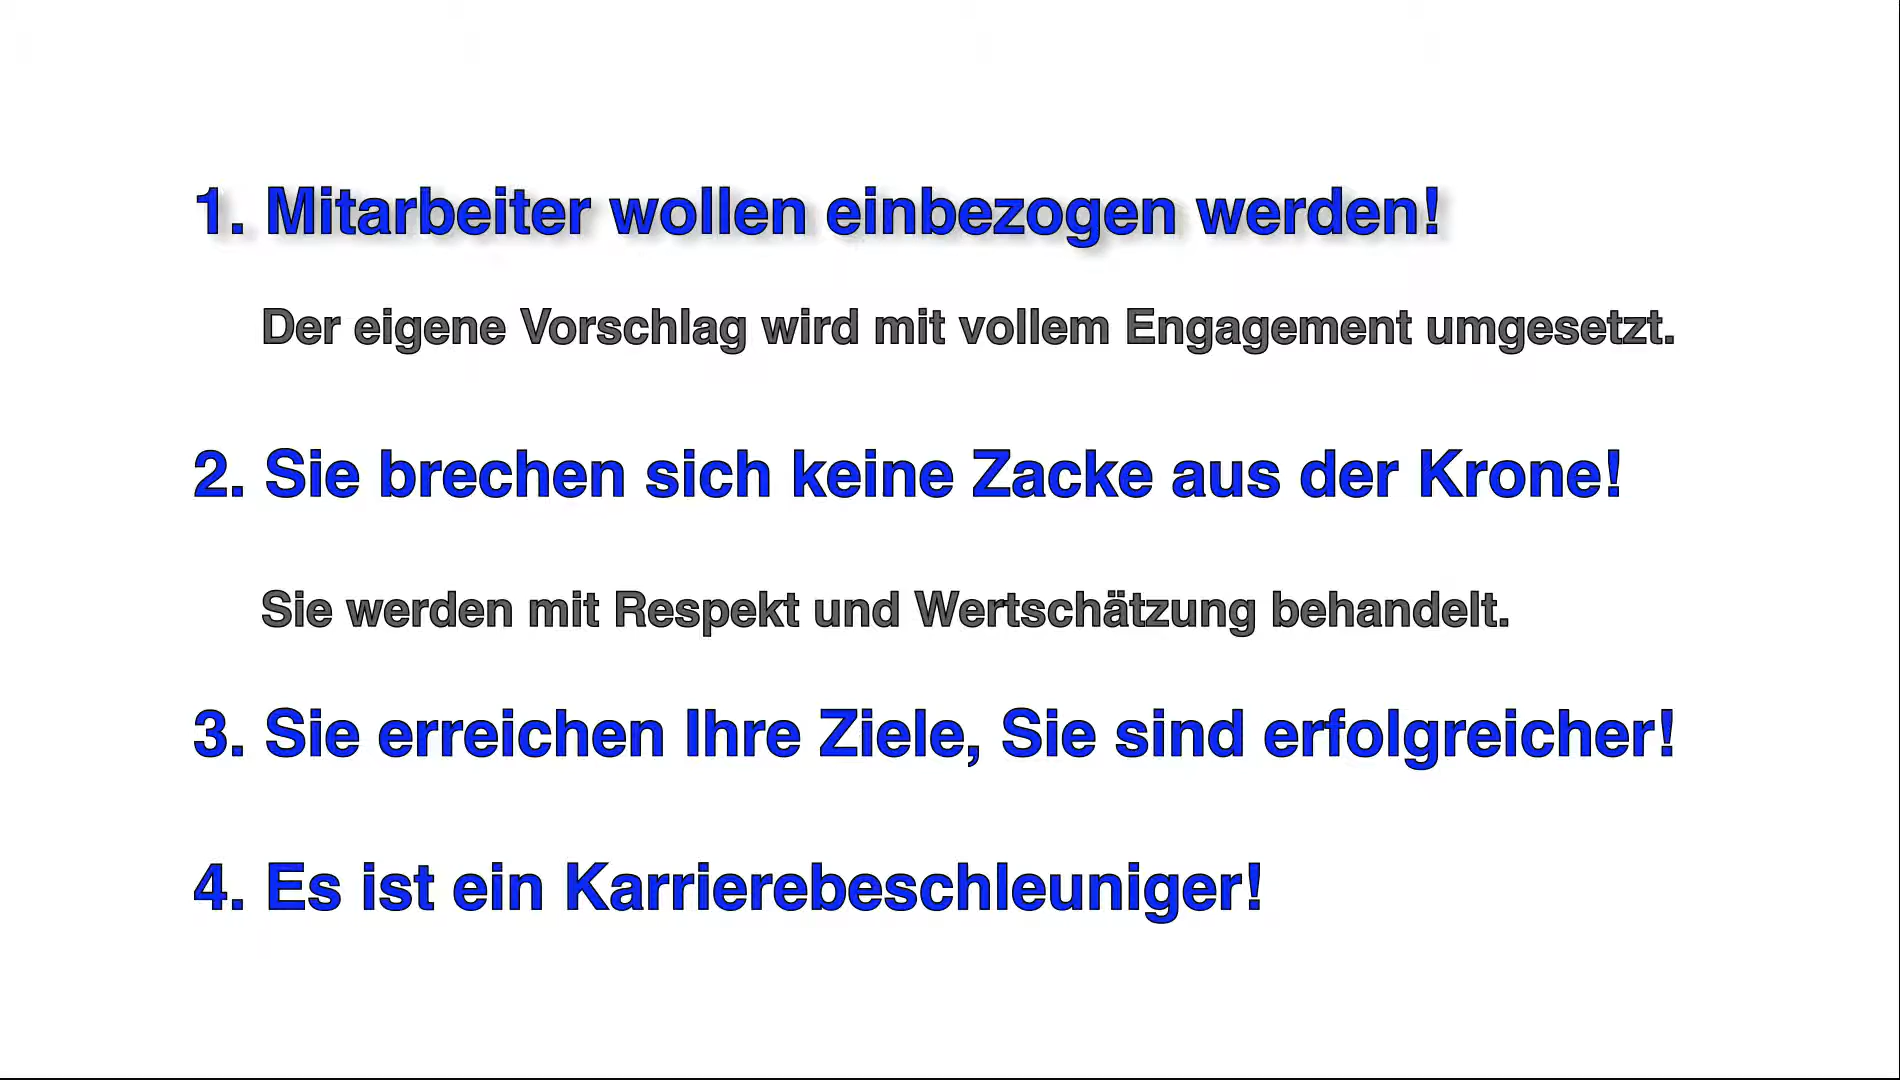 1. Mitarbeiter wollen einbezogen werden!
Der eigene Vorschlag wird mit vollem Engagement umgesetzt.
2. Sie brechen sich keine Zacke aus der Krone!
Sie werden mit Respekt und Wertschätzung behandelt.
3. Sie erreichen Ihre Ziele, Sie sind erfolgreicher!
4. Es ist ein Karrierebeschleuniger!